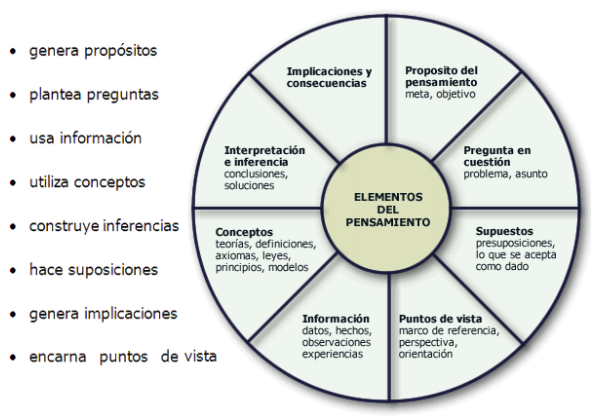 • genera propósitos
• plantea preguntas
• usa información
• utiliza conceptos
• construye inferencias
• hace suposiciones
• genera implicaciones
• encarna puntos de vista
Implicaciones y
consecuencias
Proposito del
pensamiento
meta, objetivo
Pregunta en
cuestión
problema, asunto
Supuestos
presuposiciones,
lo que se acepta
como dado
Puntos de vista
marco de referencia,
perspectiva,
orientación
Información
datos, hechos,
observaciones
experiencias
Conceptos
teorías, definiciones,
axiomas, leyes,
principios, modelos
Interpretación
e inferencia
conclusiones,
soluciones
ELEMENTOS
DEL
PENSAMIENTO